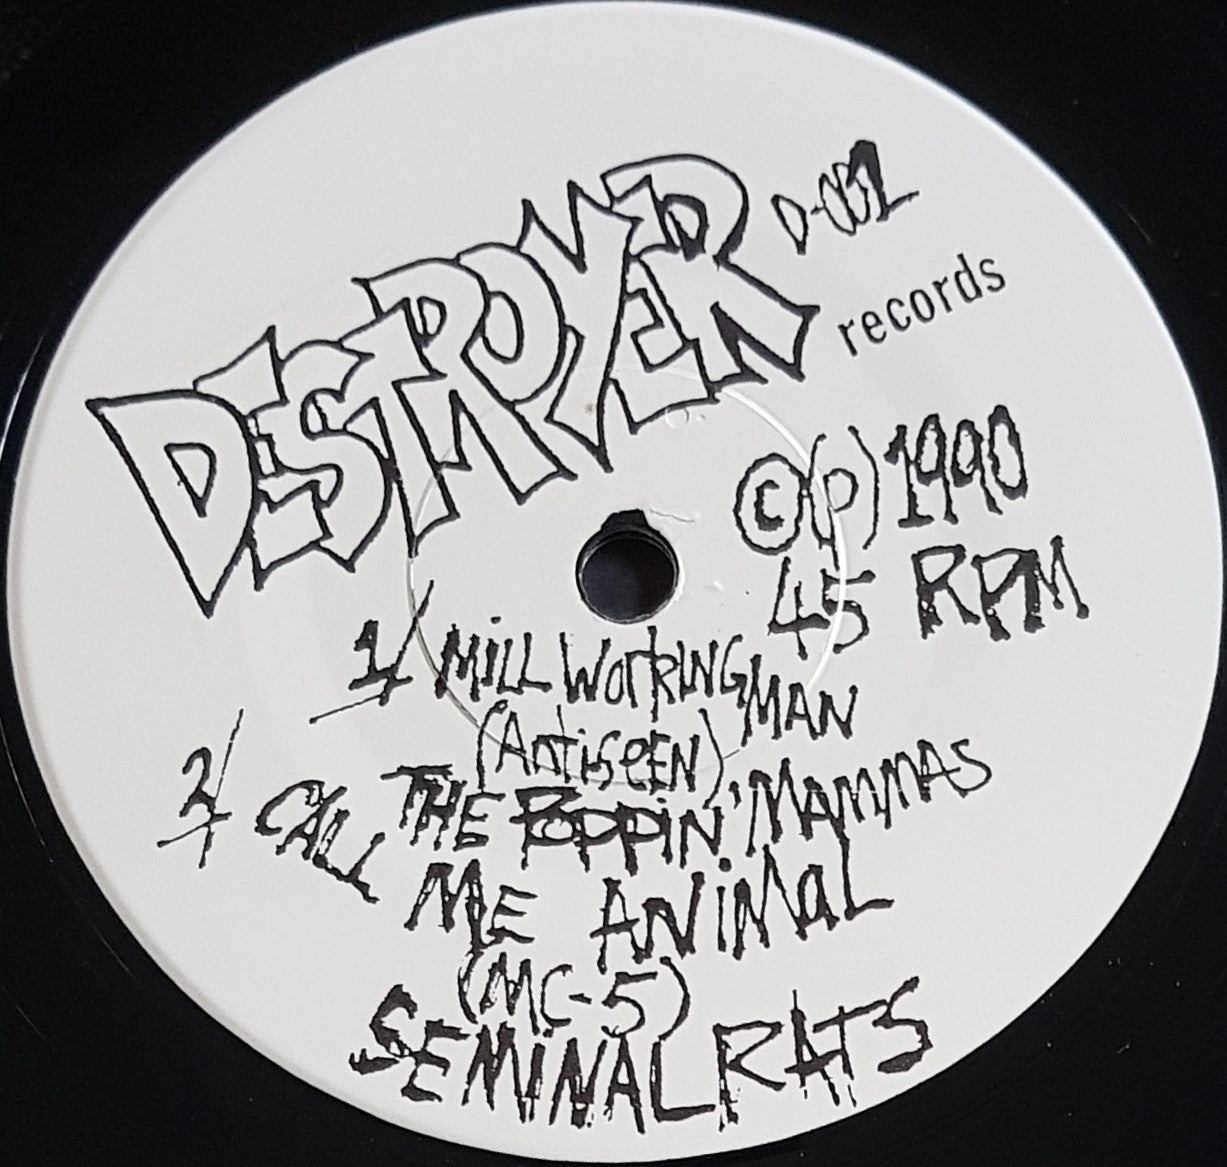 DESTROYER D-001
records
©(p) 1990
45 RPM
1/ MiLL WOrKiNG MAN
(AntiseeN)
THE POPPiN' MAMMAS
2/ CALL ME ANiMaL
(MC-5)
SEMiNAL RATS